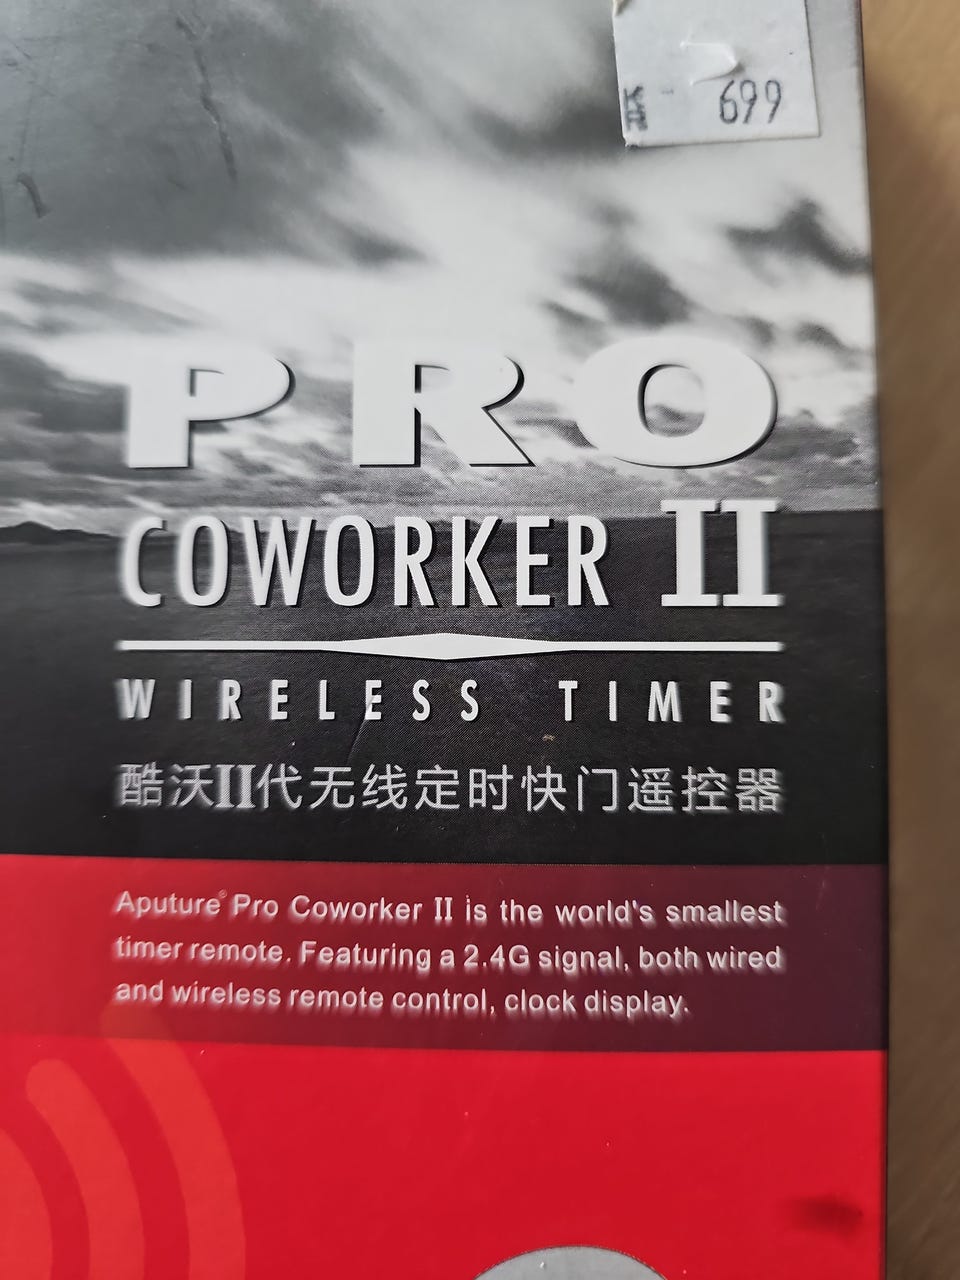 KR 699
PRO
COWORKER II
WIRELESS TIMER
酷沃II代无线定时快门遥控器
Aputure® Pro Coworker II is the world's smallest
timer remote. Featuring a 2.4G signal, both wired
and wireless remote control, clock display.